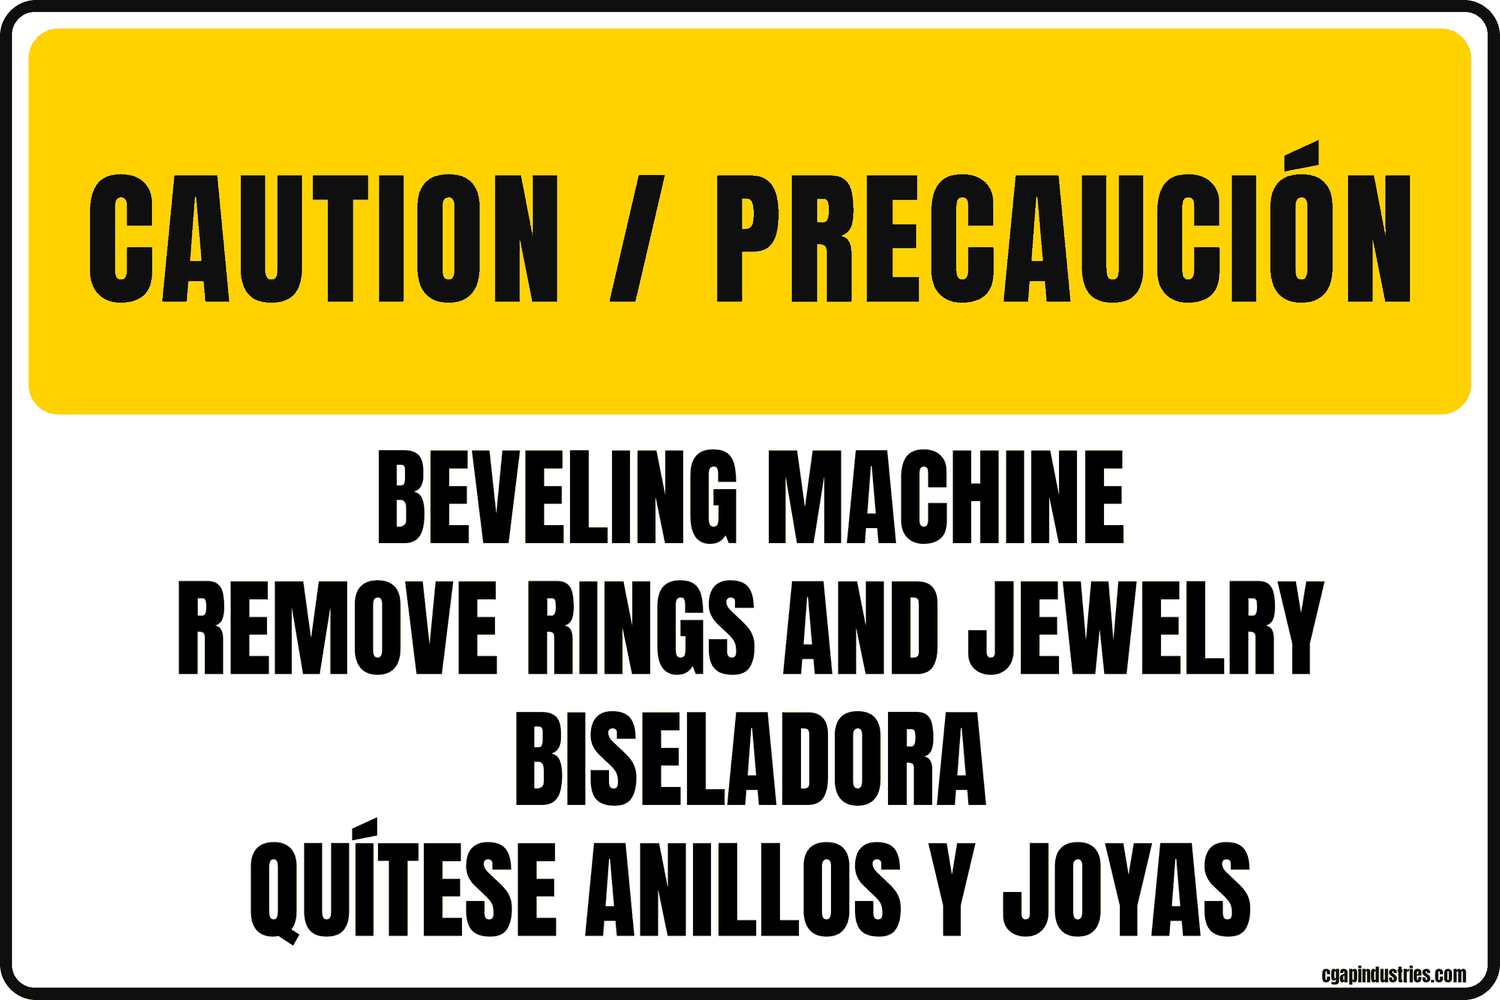 CAUTION / PRECAUCIÓN
BEVELING MACHINE
REMOVE RINGS AND JEWELRY
BISELADORA
QUÍTESE ANILLOS Y JOYAS
cgapindustries.com